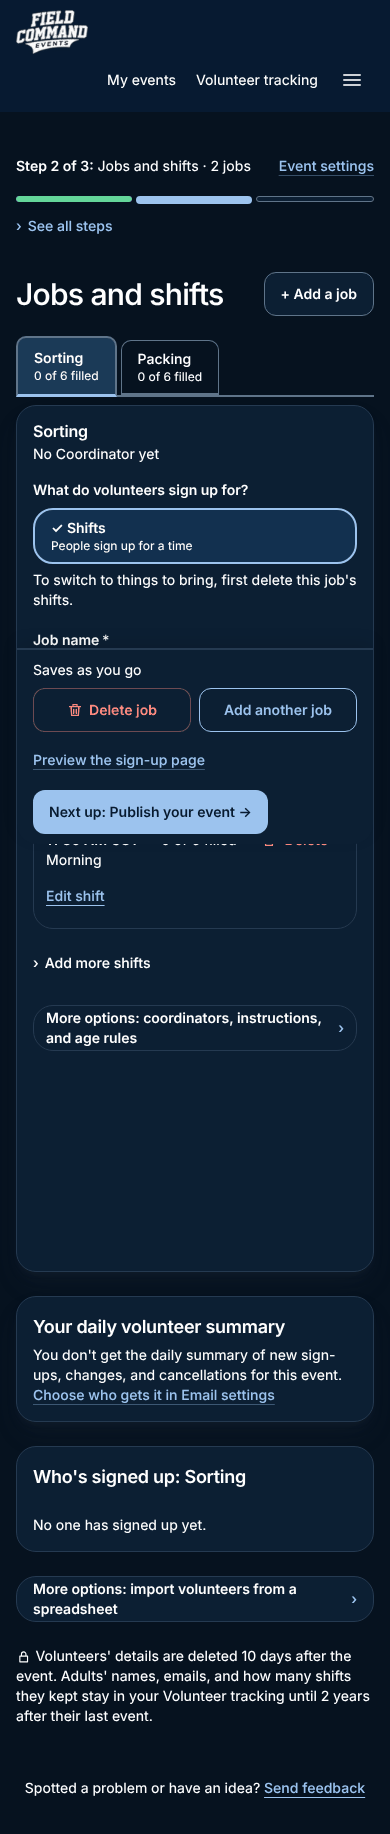 FIELD
COMMAND
EVENTS
My events Volunteer tracking
Step 2 of 3: Jobs and shifts · 2 jobs Event settings
› See all steps
Jobs and shifts + Add a job
Sorting Packing
0 of 6 filled 0 of 6 filled
Sorting
No Coordinator yet
What do volunteers sign up for?
✓ Shifts
People sign up for a time
To switch to things to bring, first delete this job's
shifts.
Job name *
Saves as you go
Delete job Add another job
Preview the sign-up page
Next up: Publish your event →
Morning
Edit shift
› Add more shifts
More options: coordinators, instructions, ›
and age rules
Your daily volunteer summary
You don't get the daily summary of new sign-
ups, changes, and cancellations for this event.
Choose who gets it in Email settings
Who's signed up: Sorting
No one has signed up yet.
More options: import volunteers from a ›
spreadsheet
Volunteers' details are deleted 10 days after the
event. Adults' names, emails, and how many shifts
they kept stay in your Volunteer tracking until 2 years
after their last event.
Spotted a problem or have an idea? Send feedback